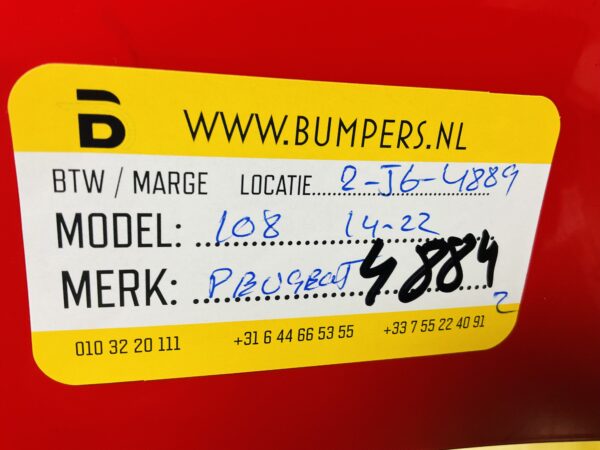 WWW.BUMPERS.NL
BTW / MARGE LOCATIE 2-J6-4889
MODEL: 108 14-22
MERK: PEUGEOT 4884
2
010 32 20 111 +31 6 44 66 53 55 +33 7 55 22 40 91